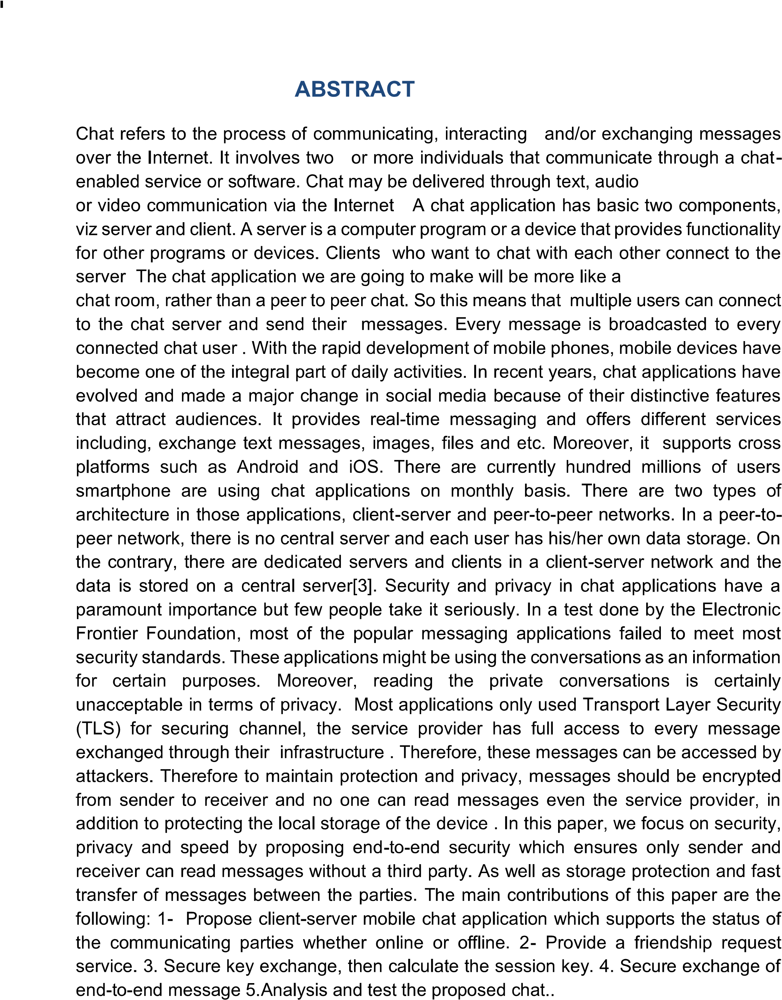 ABSTRACT
Chat refers to the process of communicating, interacting and/or exchanging messages
over the Internet. It involves two or more individuals that communicate through a chat-
enabled service or software. Chat may be delivered through text, audio
or video communication via the Internet A chat application has basic two components,
viz server and client. A server is a computer program or a device that provides functionality
for other programs or devices. Clients who want to chat with each other connect to the
server The chat application we are going to make will be more like a
chat room, rather than a peer to peer chat. So this means that multiple users can connect
to the chat server and send their messages. Every message is broadcasted to every
connected chat user . With the rapid development of mobile phones, mobile devices have
become one of the integral part of daily activities. In recent years, chat applications have
evolved and made a major change in social media because of their distinctive features
that attract audiences. It provides real-time messaging and offers different services
including, exchange text messages, images, files and etc. Moreover, it supports cross
platforms such as Android and iOS. There are currently hundred millions of users
smartphone are using chat applications on monthly basis. There are two types of
architecture in those applications, client-server and peer-to-peer networks. In a peer-to-
peer network, there is no central server and each user has his/her own data storage. On
the contrary, there are dedicated servers and clients in a client-server network and the
data is stored on a central server[3]. Security and privacy in chat applications have a
paramount importance but few people take it seriously. In a test done by the Electronic
Frontier Foundation, most of the popular messaging applications failed to meet most
security standards. These applications might be using the conversations as an information
for certain purposes. Moreover, reading the private conversations is certainly
unacceptable in terms of privacy. Most applications only used Transport Layer Security
(TLS) for securing channel, the service provider has full access to every message
exchanged through their infrastructure . Therefore, these messages can be accessed by
attackers. Therefore to maintain protection and privacy, messages should be encrypted
from sender to receiver and no one can read messages even the service provider, in
addition to protecting the local storage of the device . In this paper, we focus on security,
privacy and speed by proposing end-to-end security which ensures only sender and
receiver can read messages without a third party. As well as storage protection and fast
transfer of messages between the parties. The main contributions of this paper are the
following: 1- Propose client-server mobile chat application which supports the status of
the communicating parties whether online or offline. 2- Provide a friendship request
service. 3. Secure key exchange, then calculate the session key. 4. Secure exchange of
end-to-end message 5.Analysis and test the proposed chat..